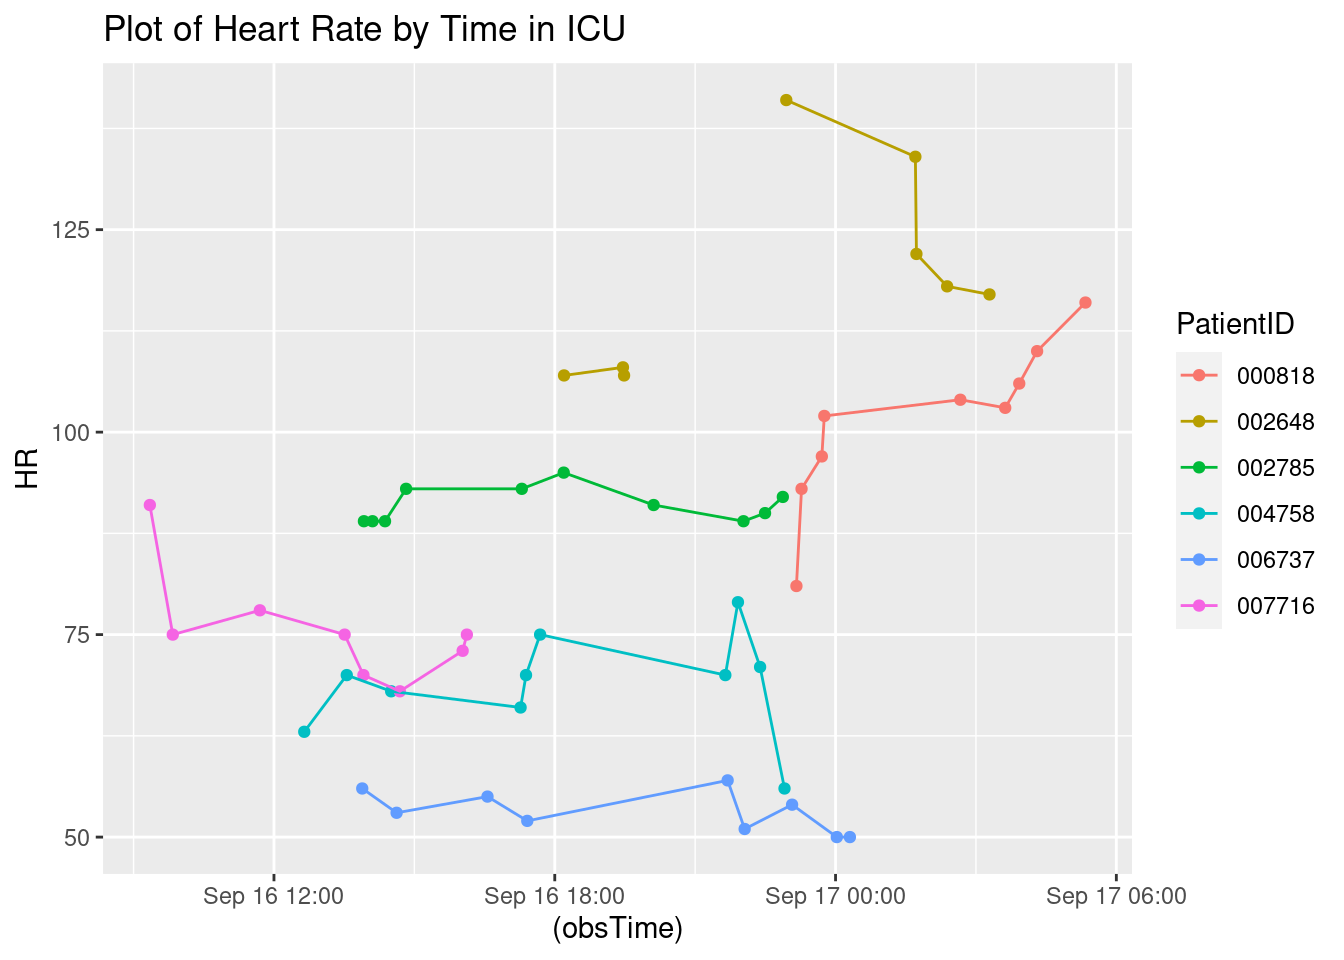 Plot of Heart Rate by Time in ICU
125
100
75
50
HR
Sep 16 12:00 Sep 16 18:00 Sep 17 00:00 Sep 17 06:00
(obsTime)
PatientID
000818
002648
002785
004758
006737
007716